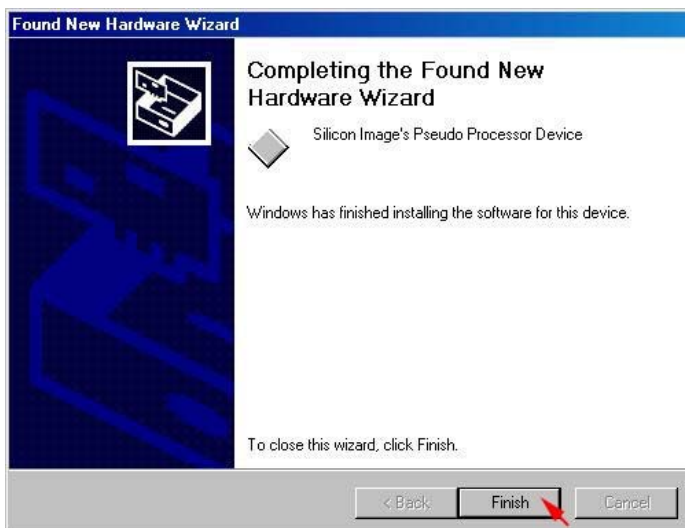 Found New Hardware Wizard
Completing the Found New
Hardware Wizard
Silicon Image's Pseudo Processor Device
Windows has finished installing the software for this device.
To close this wizard, click Finish.
< Back
Finish
Cancel